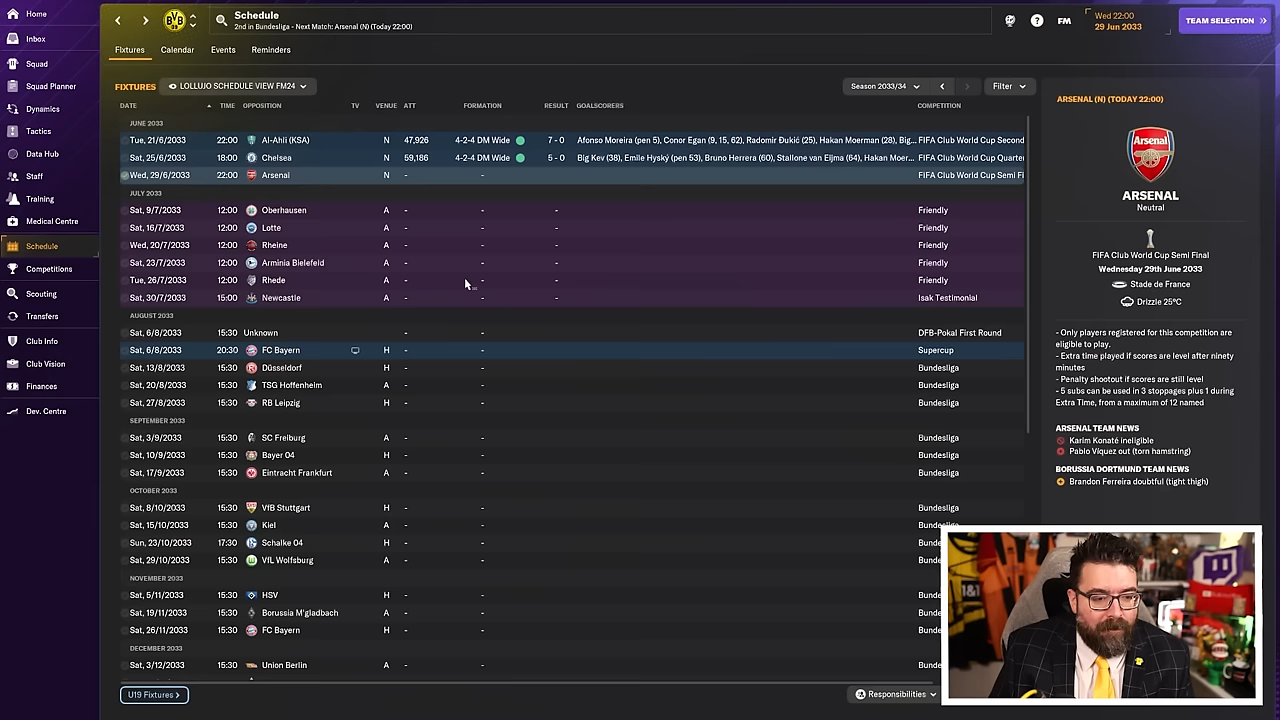 Home
Inbox
Squad
Squad Planner
Dynamics
Tactics
Data Hub
Staff
Training
Medical Centre
Schedule
Competitions
Scouting
Transfers
Club Info
Club Vision
Finances
Dev. Centre
BVB 09
Schedule
2nd in Bundesliga - Next Match: Arsenal (N) (Today 22:00)
FM
Wed 22:00
29 Jun 2033
TEAM SELECTION
Fixtures Calendar Events Reminders
FIXTURES LOLLUJO SCHEDULE VIEW FM24
Season 2033/34 Filter
DATE TIME OPPOSITION TV VENUE ATT FORMATION RESULT GOALSCORERS COMPETITION
JUNE 2033
Tue, 21/6/2033 22:00 Al-Ahli (KSA) N 47,926 4-2-4 DM Wide 7 - 0 Afonso Moreira (pen 5), Conor Egan (9, 15, 62), Radomir Đukić (25), Hakan Moerman (28), Big... FIFA Club World Cup Second
Sat, 25/6/2033 18:00 Chelsea N 59,186 4-2-4 DM Wide 5 - 0 Big Kev (38), Emile Hyský (pen 53), Bruno Herrera (60), Stallone van Eijma (64), Hakan Moer... FIFA Club World Cup Quarte
Wed, 29/6/2033 22:00 Arsenal N - - - FIFA Club World Cup Semi Fi
JULY 2033
Sat, 9/7/2033 12:00 Oberhausen A - - - Friendly
Sat, 16/7/2033 12:00 Lotte A - - - Friendly
Wed, 20/7/2033 12:00 Rheine A - - - Friendly
Sat, 23/7/2033 12:00 Arminia Bielefeld A - - - Friendly
Tue, 26/7/2033 12:00 Rhede A - - - Friendly
Sat, 30/7/2033 15:00 Newcastle A - - - Isak Testimonial
AUGUST 2033
Sat, 6/8/2033 15:30 Unknown - - DFB-Pokal First Round
Sat, 6/8/2033 20:30 FC Bayern H - - Supercup
Sat, 13/8/2033 15:30 Düsseldorf H - - Bundesliga
Sat, 20/8/2033 15:30 TSG Hoffenheim A - - Bundesliga
Sat, 27/8/2033 15:30 RB Leipzig H - - Bundesliga
SEPTEMBER 2033
Sat, 3/9/2033 15:30 SC Freiburg A - - Bundesliga
Sat, 10/9/2033 15:30 Bayer 04 H - - Bundesliga
Sat, 17/9/2033 15:30 Eintracht Frankfurt A - - Bundesliga
OCTOBER 2033
Sat, 8/10/2033 15:30 VfB Stuttgart H - - Bundesliga
Sat, 15/10/2033 15:30 Kiel A - - Bundesliga
Sun, 23/10/2033 17:30 Schalke 04 H - - Bunde
Sat, 29/10/2033 15:30 VfL Wolfsburg A - - Bunde
NOVEMBER 2033
Sat, 5/11/2033 15:30 HSV H - - Bunde
Sat, 19/11/2033 15:30 Borussia M'gladbach A - - Bunde
Sat, 26/11/2033 15:30 FC Bayern H - - Bunde
DECEMBER 2033
Sat, 3/12/2033 15:30 Union Berlin A - - Bunde
U19 Fixtures
Responsibilities
ARSENAL (N) (TODAY 22:00)
Arsenal
ARSENAL
Neutral
FIFA Club World Cup Semi Final
Wednesday 29th June 2033
Stade de France
Drizzle 25°C
- Only players registered for this competition are
eligible to play.
- Extra time played if scores are level after ninety
minutes
- Penalty shootout if scores are still level
- 5 subs can be used in 3 stoppages plus 1 during
Extra Time, from a maximum of 12 named
ARSENAL TEAM NEWS
Karim Konaté ineligible
Pablo Víquez out (torn hamstring)
BORUSSIA DORTMUND TEAM NEWS
Brandon Ferreira doubtful (tight thigh)
1&1